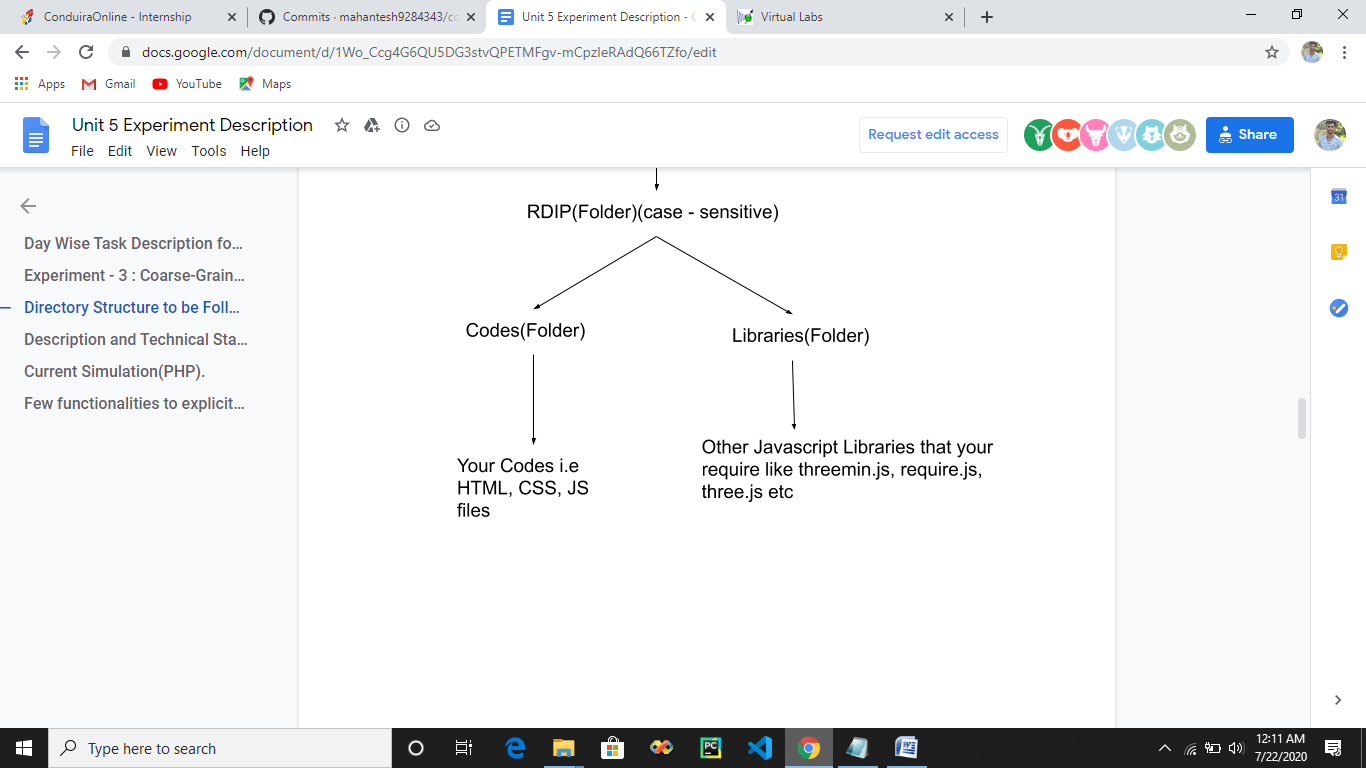 ConduiraOnline - Internship
Commits · mahantesh9284343/cc
Unit 5 Experiment Description - G
Virtual Labs
docs.google.com/document/d/1Wo_Ccg4G6QU5DG3stvQPETMFgv-mCpzleRAdQ66TZfo/edit
Apps
Gmail
YouTube
Maps
Unit 5 Experiment Description
File Edit View Tools Help
Request edit access
Share
31
Day Wise Task Description fo...
Experiment - 3 : Coarse-Grain...
Directory Structure to be Foll...
Description and Technical Sta...
Current Simulation(PHP).
Few functionalities to explicit...
RDIP(Folder)(case - sensitive)
Codes(Folder)
Libraries(Folder)
Your Codes i.e
HTML, CSS, JS
files
Other Javascript Libraries that your
require like threemin.js, require.js,
three.js etc
Type here to search
PC
12:11 AM
7/22/2020